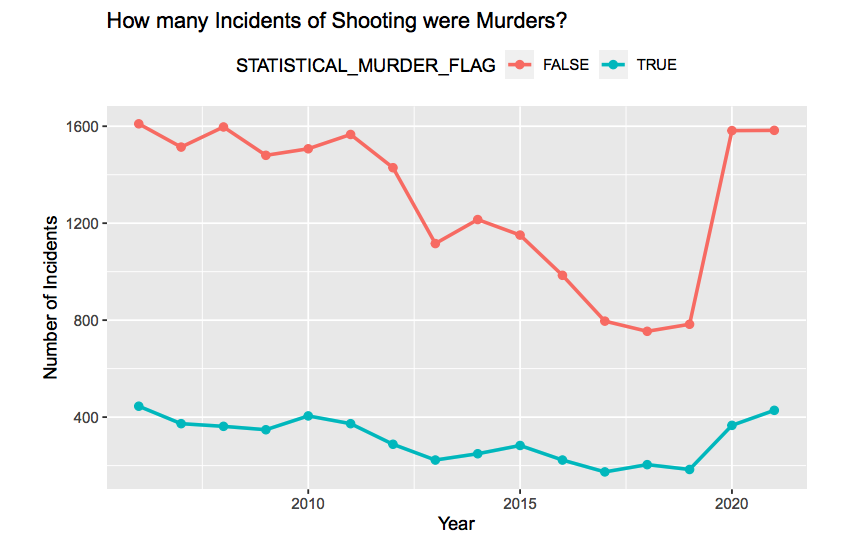 How many Incidents of Shooting were Murders?
STATISTICAL_MURDER_FLAG FALSE TRUE
1600
1200
800
400
Number of Incidents
2010 2015 2020
Year